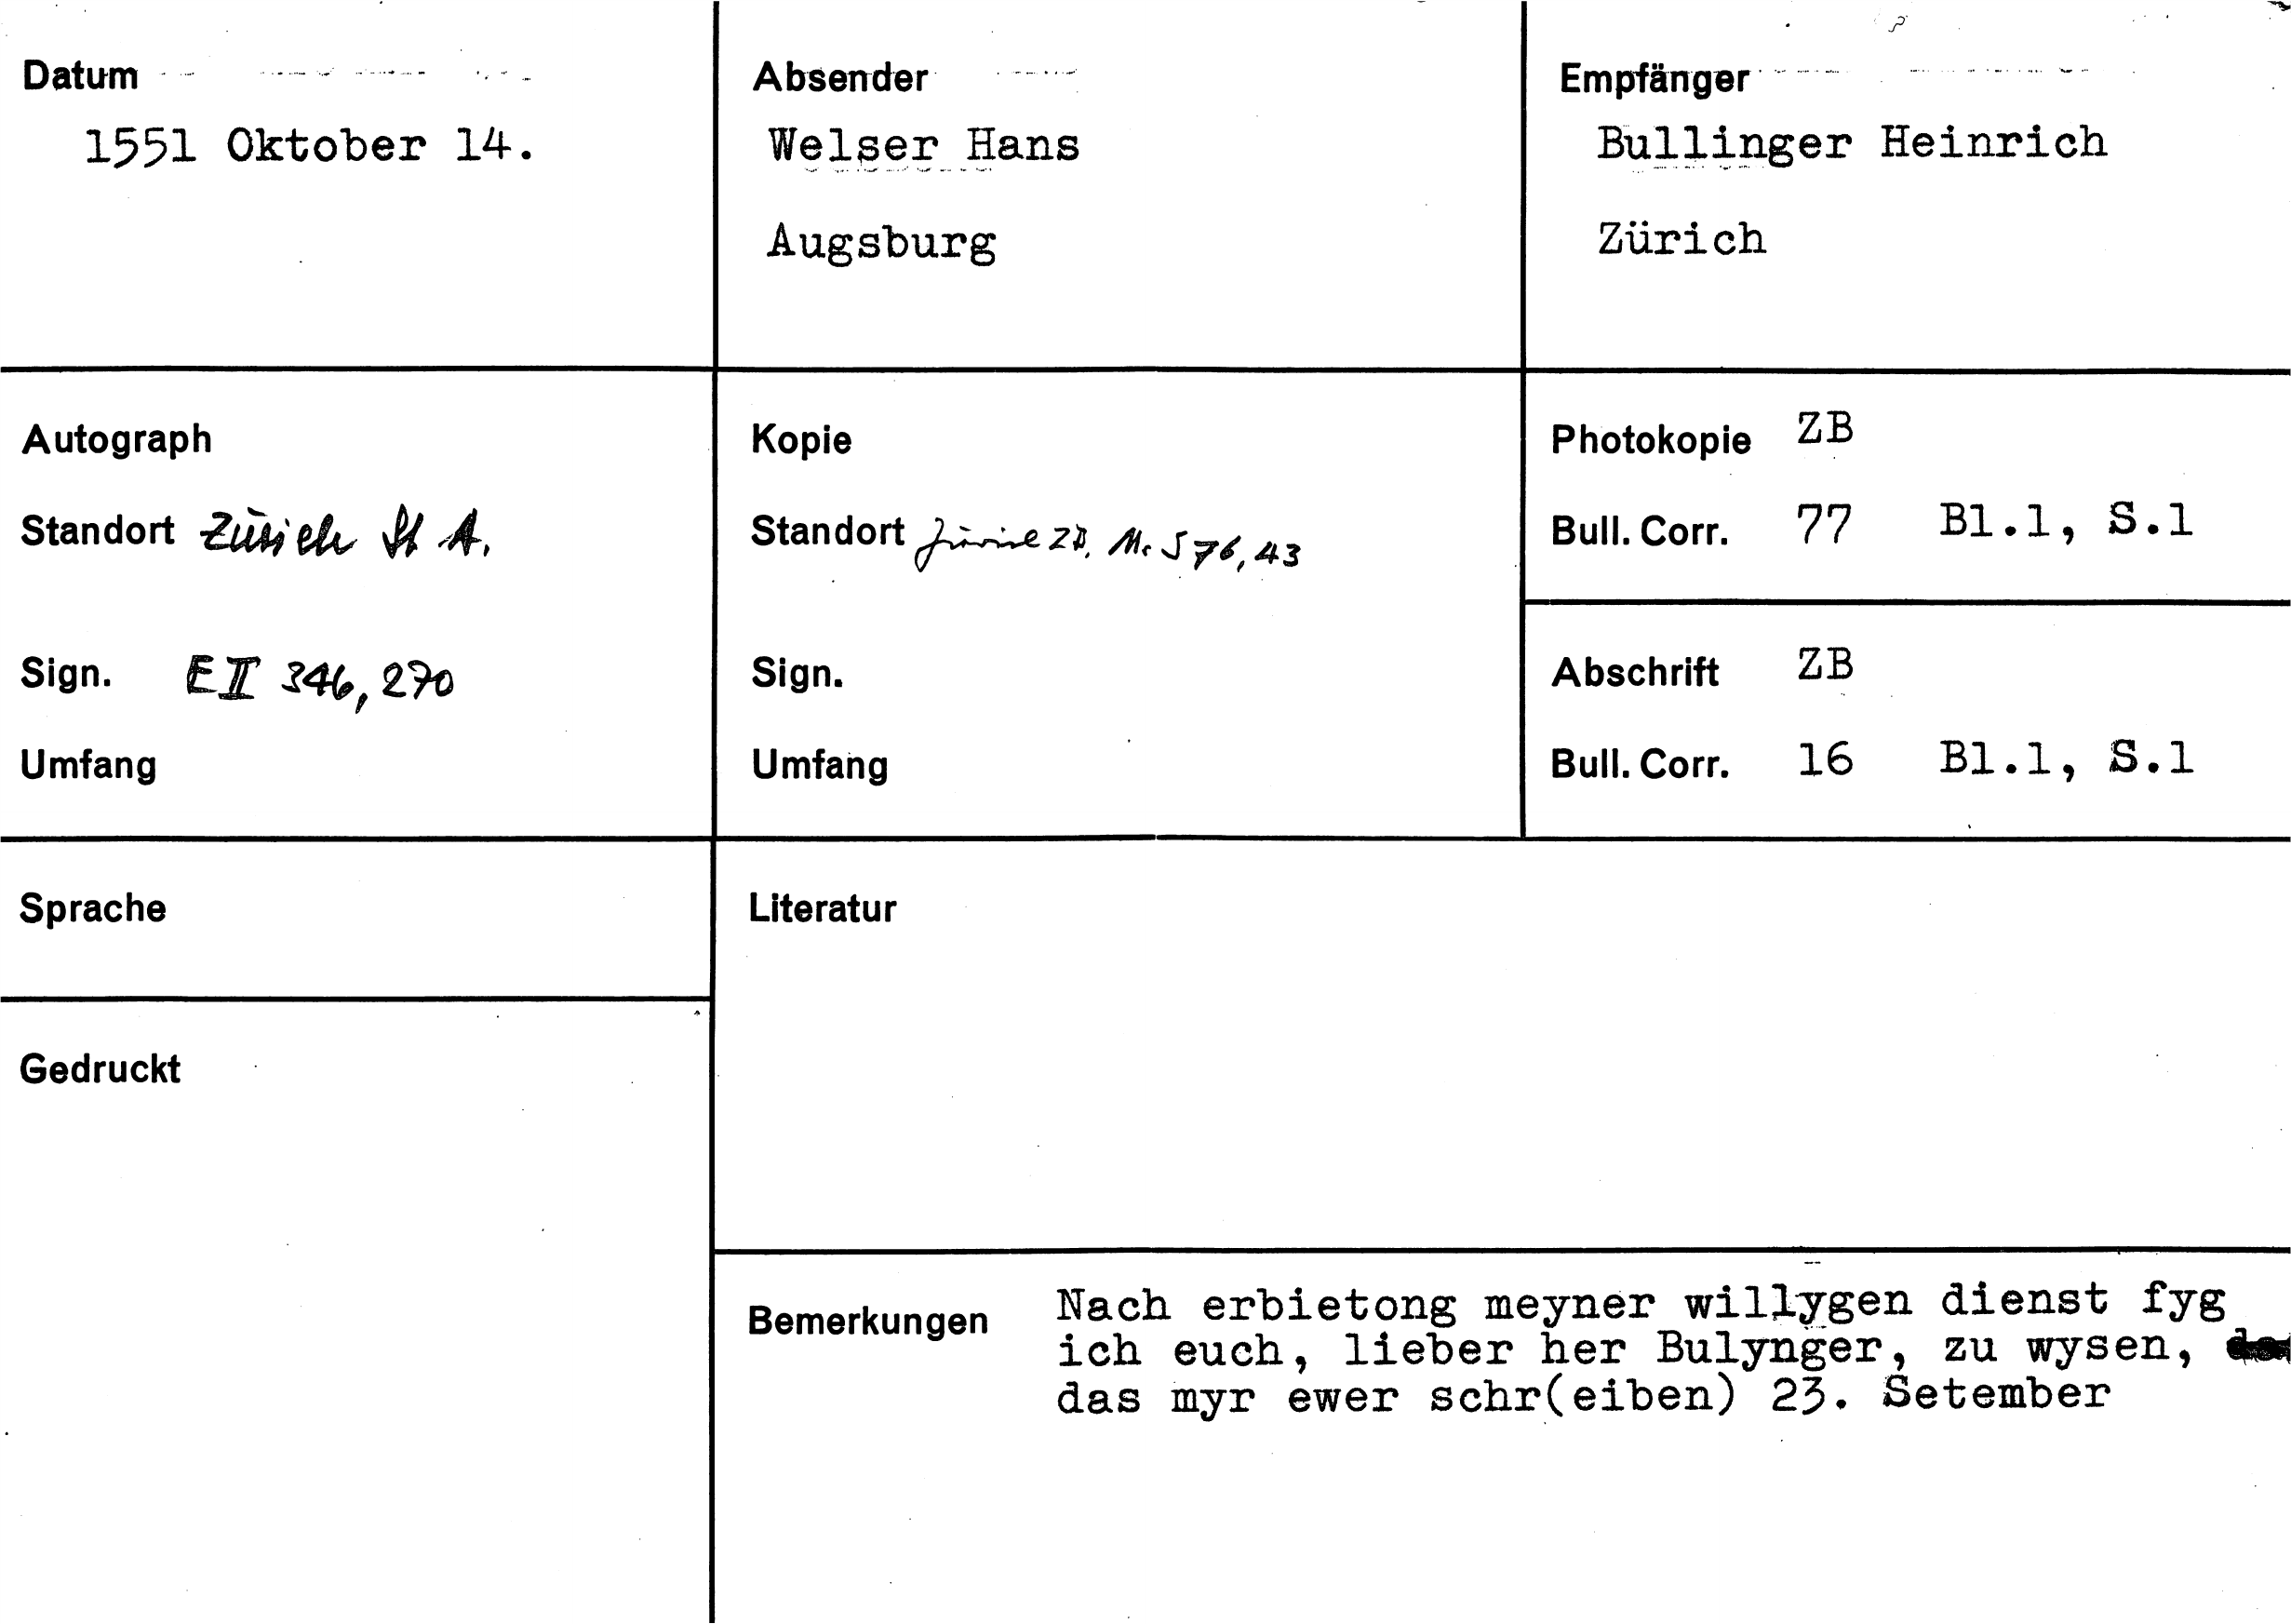 Datum
1551 Oktober 14.
Absender
Welser Hans
Augsburg
Empfänger
Bullinger Heinrich
Zürich
Autograph
Standort Zürich St A.
Sign. E II 346, 270
Umfang
Kopie
Standort Zürich ZB, Ms S 76, 43
Sign.
Umfang
Photokopie ZB
Bull. Corr. 77 Bl.1, S.1
Abschrift ZB
Bull. Corr. 16 Bl.1, S.1
Sprache
Gedruckt
Literatur
Bemerkungen
Nach erbietong meyner willygen dienst fyg
ich euch, lieber her Bulynger, zu wysen,
das myr ewer schr(eiben) 23. Setember